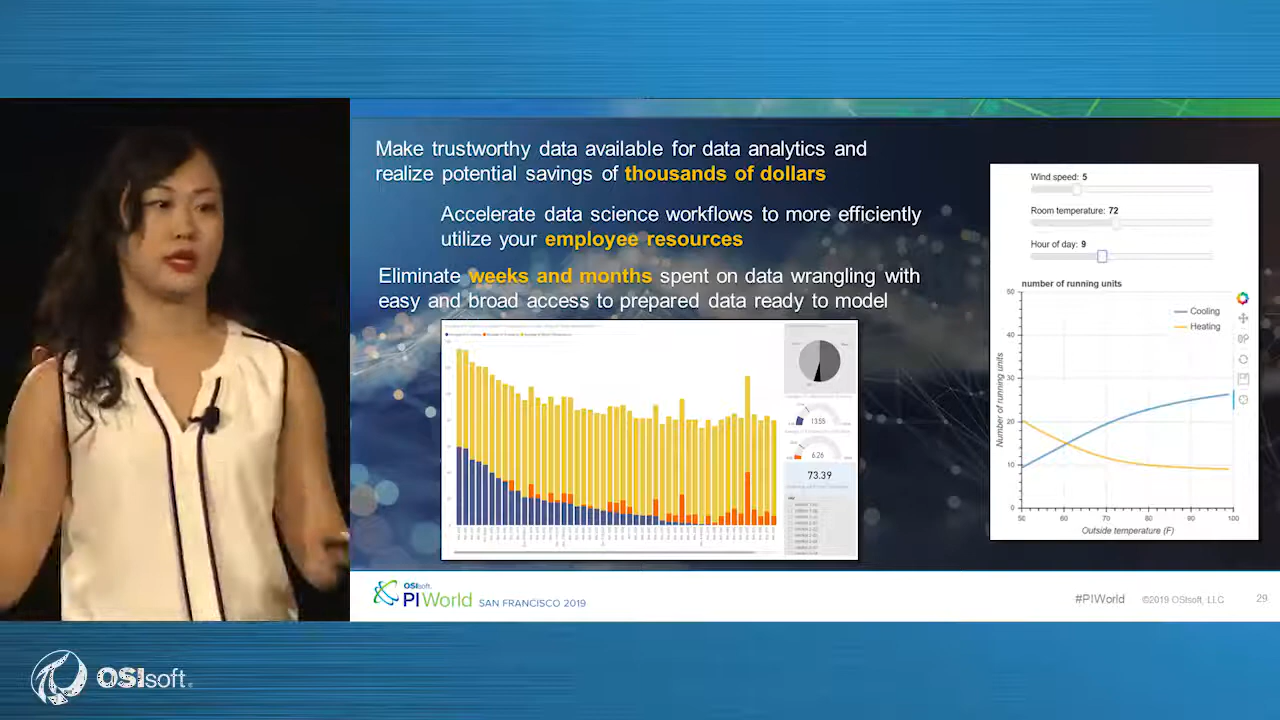 Make trustworthy data available for data analytics and
realize potential savings of thousands of dollars
Accelerate data science workflows to more efficiently
utilize your employee resources
Eliminate weeks and months spent on data wrangling with
easy and broad access to prepared data ready to model
13.55
6.26
73.39
Wind speed: 5
Room temperature: 72
Hour of day: 9
number of running units
Cooling
Heating
Number of running units
50
40
30
20
10
0
50 60 70 80 90 100
Outside temperature (F)
OSIsoft.
PI World SAN FRANCISCO 2019
#PIWorld ©2019 OSIsoft, LLC 29
OSIsoft